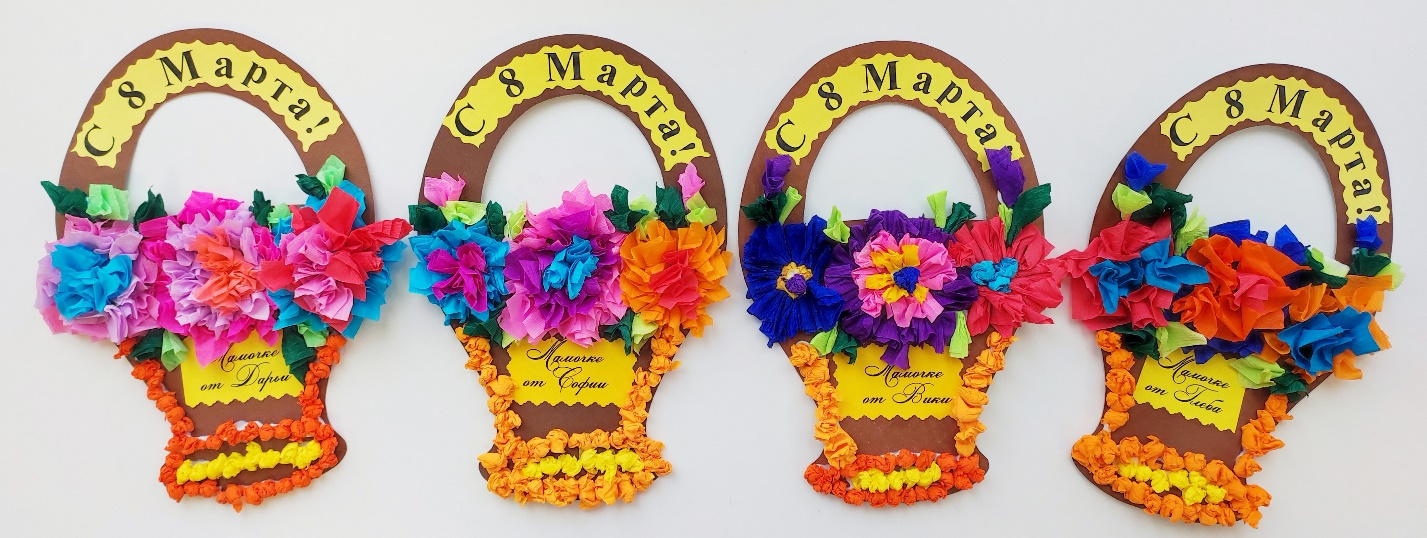 С 8 Марта!
Мамочке
от Дарьи
С 8 Марта!
Мамочке
от Софии
С 8 Марта
Мамочке
от Вики
С 8 Марта!
Мамочке
от Глеба